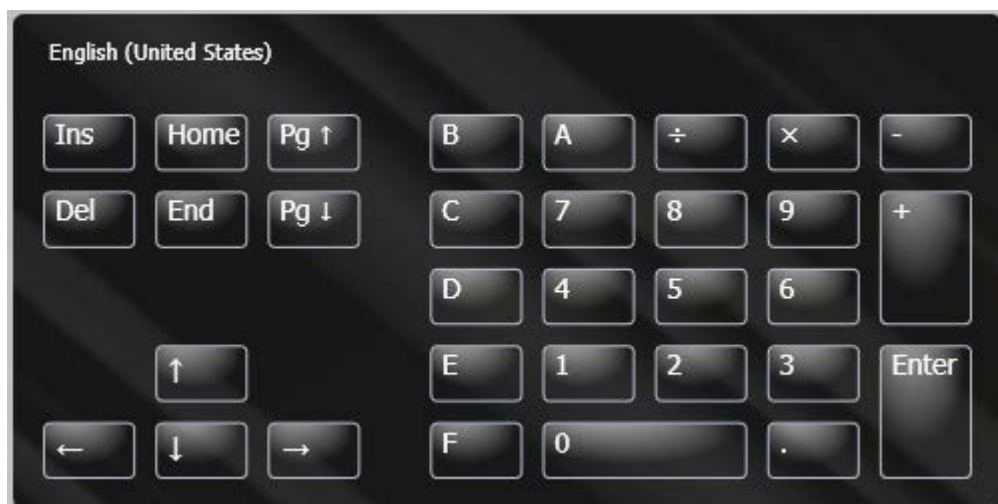 English (United States)
Ins Home Pg ↑ B A ÷ × -
Del End Pg ↓ C 7 8 9 +
D 4 5 6
↑ E 1 2 3 Enter
← ↓ → F 0 .